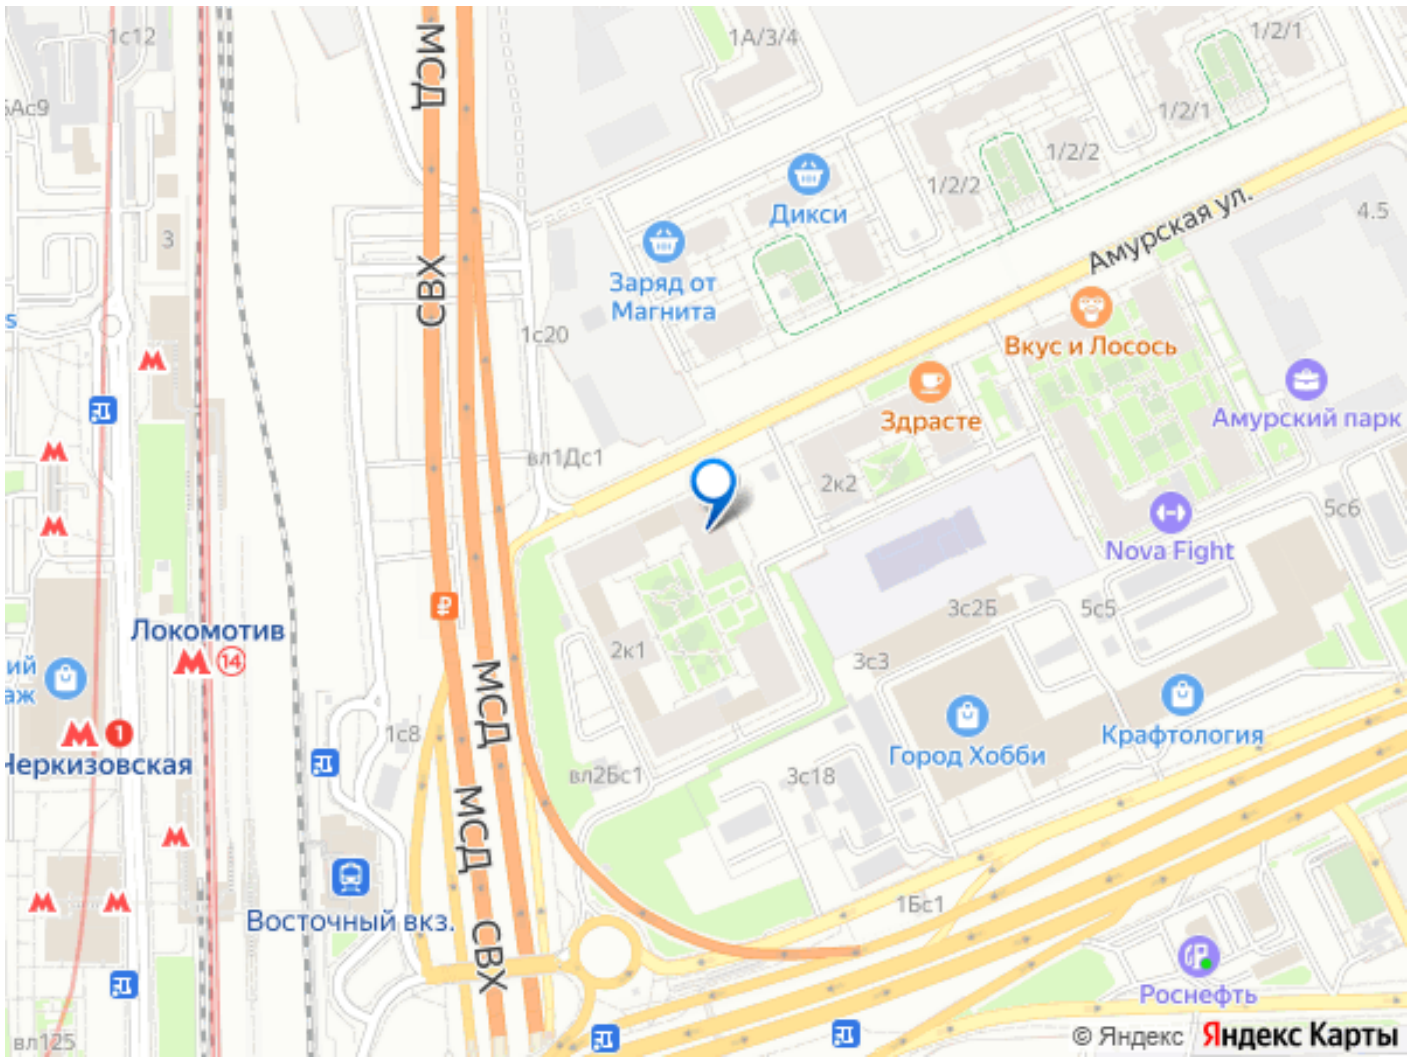 1с12
МСД
1А/3/4
1/2/1
6Ас9
1/2/1
1/2/2
1/2/2
Дикси
Амурская ул.
4.5
3
Заряд от
Магнита
СВХ
1с20
Вкус и Лосось
Здрасте
Амурский парк
вл1Дс1
2к2
5с6
Nova Fight
3с2Б
5с5
Локомотив
14
2к1
3с3
МСД
1с8
1
Черкизовская
Город Хобби
Крафтология
вл2Бс1
3с18
МСД
1Бс1
Восточный вкз.
СВХ
Роснефть
вл125
© Яндекс
Яндекс Карты